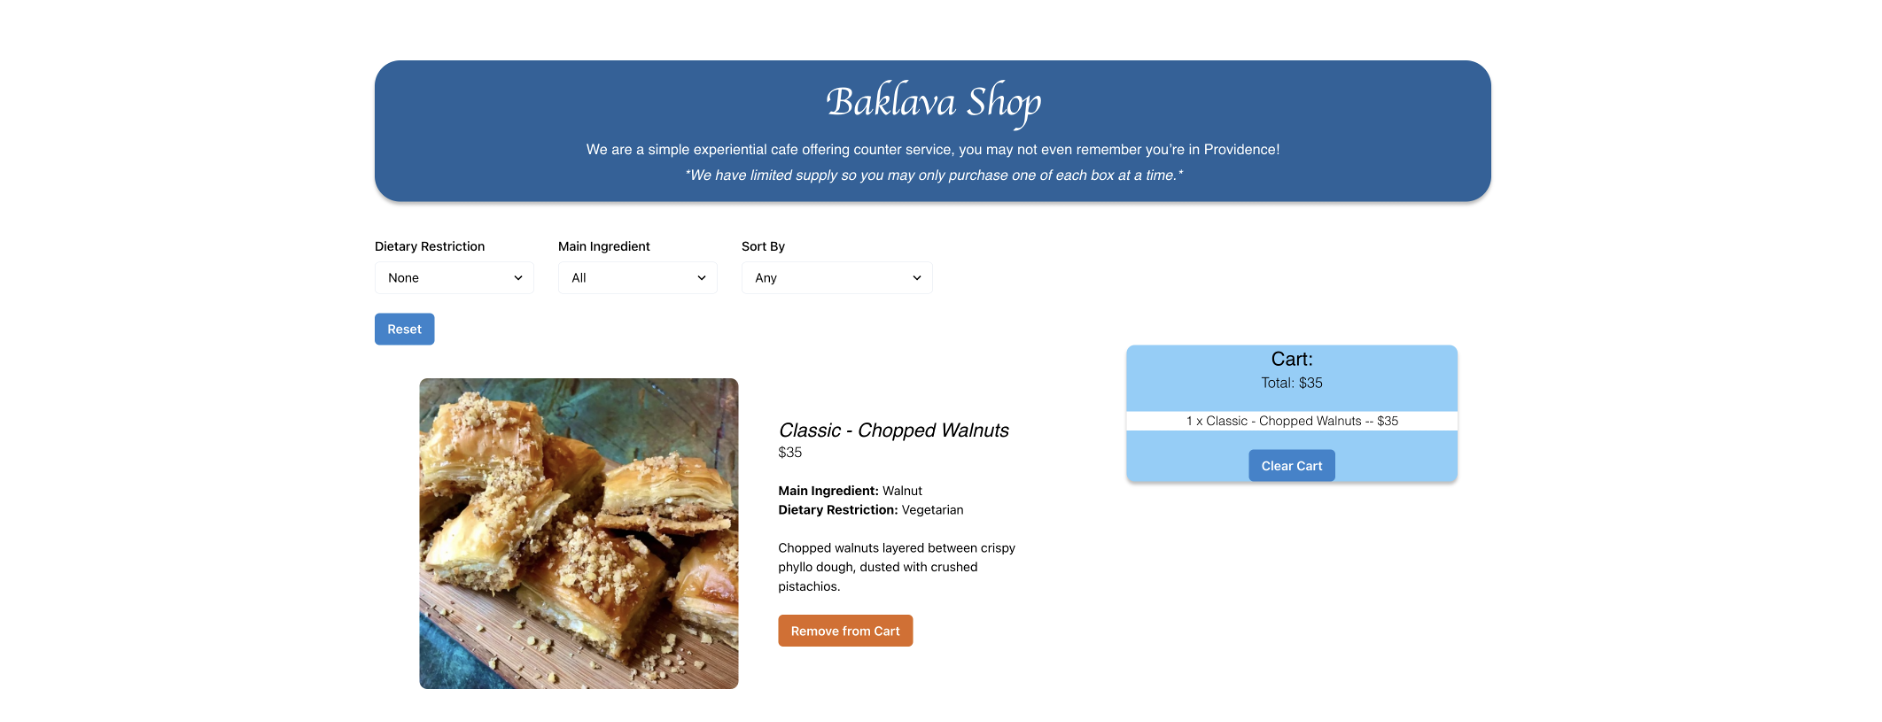 Baklava Shop
We are a simple experiential cafe offering counter service, you may not even remember you’re in Providence!
*We have limited supply so you may only purchase one of each box at a time.*
Dietary Restriction
Main Ingredient
Sort By
None
All
Any
Reset
Classic - Chopped Walnuts
$35
Main Ingredient: Walnut
Dietary Restriction: Vegetarian
Chopped walnuts layered between crispy
phyllo dough, dusted with crushed
pistachios.
Remove from Cart
Cart:
Total: $35
1 x Classic - Chopped Walnuts -- $35
Clear Cart